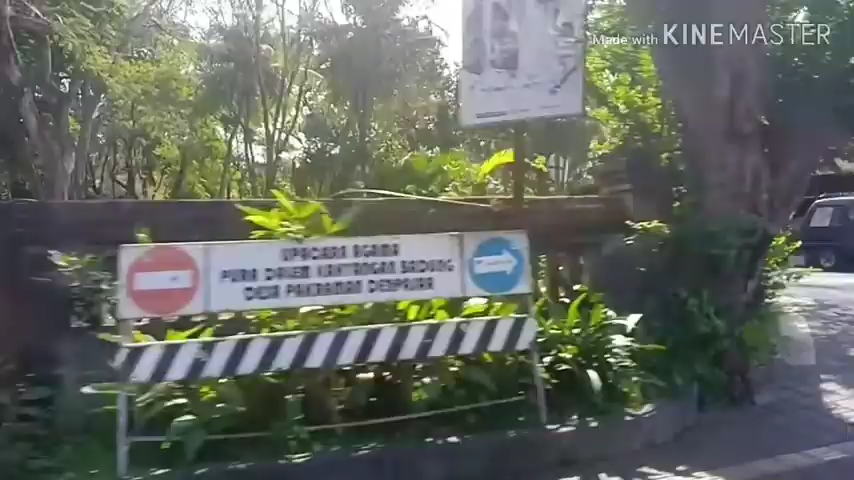 Made with KINEMASTER
UPACARA AGAMA
PURA DALEM KAHYANGAN BADUNG
DESA PAKRAMAN DENPASAR